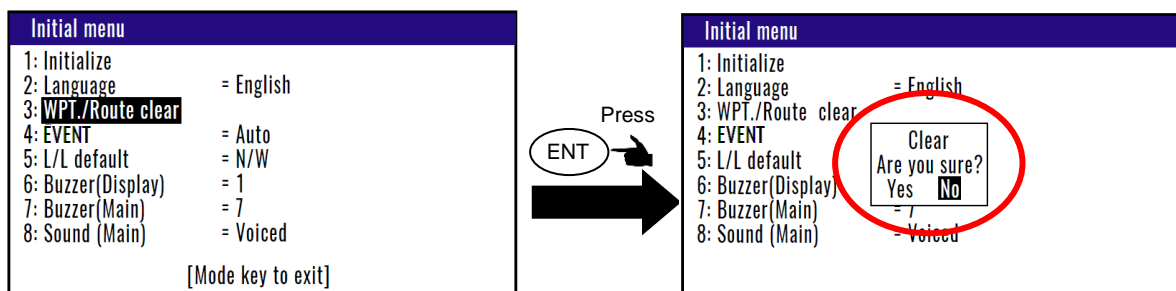 Initial menu
1: Initialize
2: Language = English
3: WPT./Route clear
4: EVENT = Auto
5: L/L default = N/W
6: Buzzer(Display) = 1
7: Buzzer(Main) = 7
8: Sound (Main) = Voiced
[Mode key to exit]
Press
ENT
Initial menu
1: Initialize
2: Language = English
3: WPT./Route clear
4: EVENT
5: L/L default
6: Buzzer(Display)
7: Buzzer(Main) = 7
8: Sound (Main) = Voiced
Clear
Are you sure?
Yes No